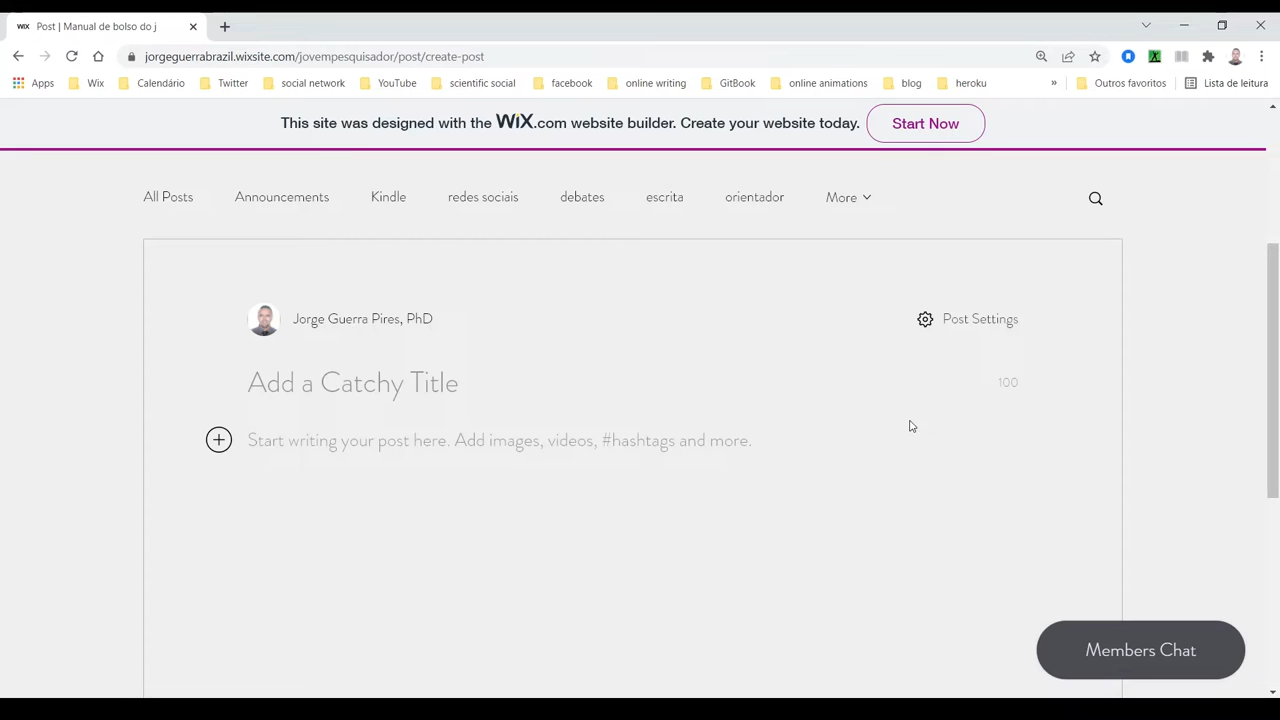 WiX Post | Manual de bolso do j
jorgeguerrabrazil.wixsite.com/jovempesquisador/post/create-post
Apps Wix Calendário Twitter social network YouTube scientific social facebook online writing GitBook online animations blog heroku » Outros favoritos Lista de leitura
This site was designed with the WiX.com website builder. Create your website today. Start Now
All Posts Announcements Kindle redes sociais debates escrita orientador More
Jorge Guerra Pires, PhD Post Settings
Add a Catchy Title 100
Start writing your post here. Add images, videos, #hashtags and more.
Members Chat